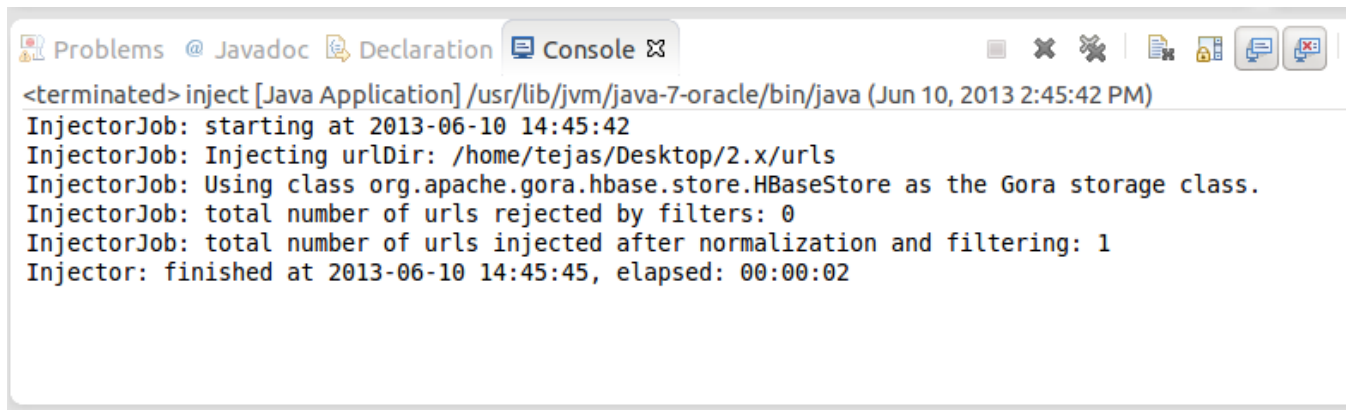 Problems @ Javadoc Declaration Console
<terminated> inject [Java Application] /usr/lib/jvm/java-7-oracle/bin/java (Jun 10, 2013 2:45:42 PM)
InjectorJob: starting at 2013-06-10 14:45:42
InjectorJob: Injecting urlDir: /home/tejas/Desktop/2.x/urls
InjectorJob: Using class org.apache.gora.hbase.store.HBaseStore as the Gora storage class.
InjectorJob: total number of urls rejected by filters: 0
InjectorJob: total number of urls injected after normalization and filtering: 1
Injector: finished at 2013-06-10 14:45:45, elapsed: 00:00:02